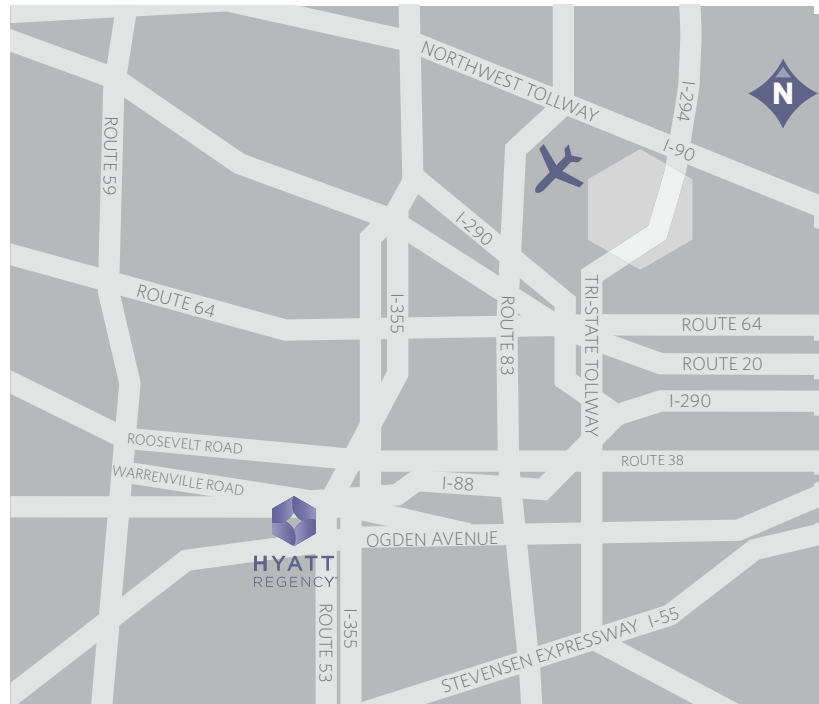 NORTHWEST TOLLWAY
I-294
N
I-90
ROUTE 59
I-290
ROUTE 64
I-355
ROUTE 83
TRI-STATE TOLLWAY
ROUTE 64
ROUTE 20
I-290
ROOSEVELT ROAD
ROUTE 38
WARRENVILLE ROAD
I-88
OGDEN AVENUE
HYATT
REGENCY
ROUTE 53
I-355
STEVENSEN EXPRESSWAY I-55